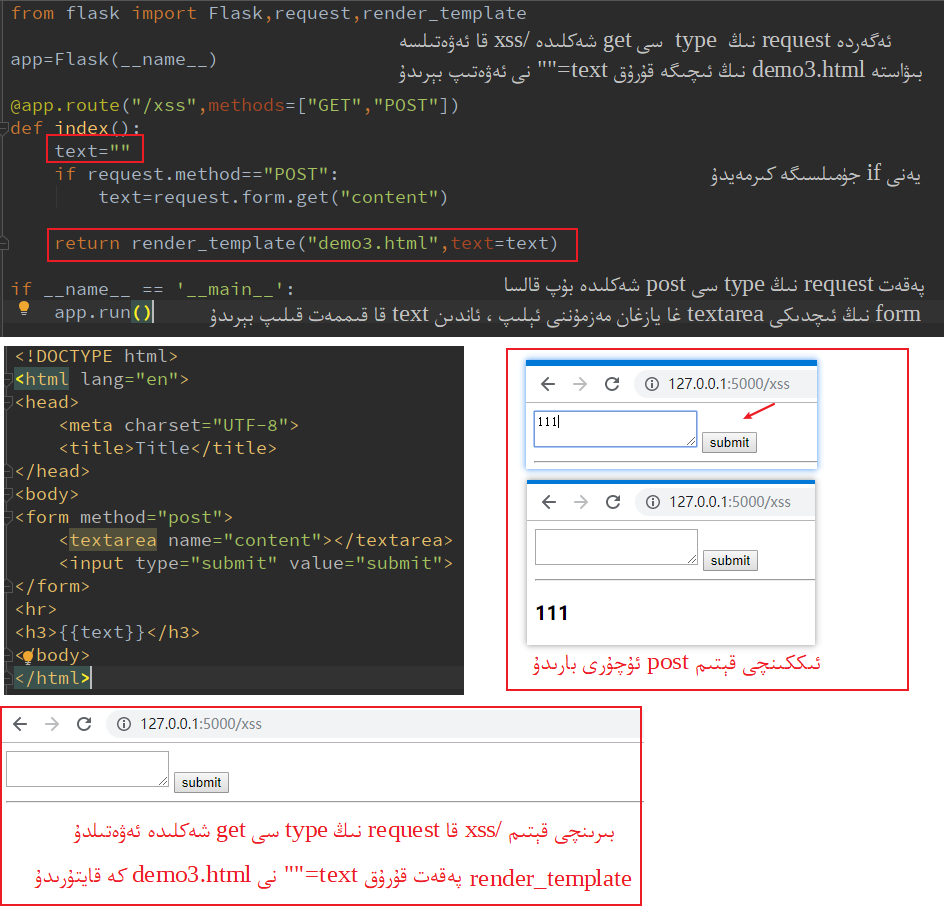 from flask import Flask,request,render_template
ئەگەردە request نىڭ type سى get شەكلىدە /xss قا ئەۋەتىلسە
app=Flask(__name__)
بىۋاستە demo3.html نىڭ ئىچىگە قۇرۇق text="" نى ئەۋەتىپ بېرىدۇ
@app.route("/xss",methods=["GET","POST"])
def index():
text=""
if request.method=="POST":
يەنى if جۈملىسىگە كىرمەيدۇ
text=request.form.get("content")
return render_template("demo3.html",text=text)
if __name__ == '__main__':
پەقەت request نىڭ type سى post شەكلىدە بۇپ قالسا
app.run()
form نىڭ ئىچدىكى textarea غا يازغان مەزمۇننى ئېلىپ ، ئاندىن text قا قىممەت قىلىپ بېرىدۇ
<!DOCTYPE html>
<html lang="en">
<head>
<meta charset="UTF-8">
<title>Title</title>
</head>
<body>
<form method="post">
<textarea name="content"></textarea>
<input type="submit" value="submit">
</form>
<hr>
<h3>{{text}}</h3>
</body>
</html>
127.0.0.1:5000/xss
111
submit
127.0.0.1:5000/xss
submit
111
ئىككىنچى قېتىم post ئۇچۇرى بارىدۇ
127.0.0.1:5000/xss
submit
بىرىنچى قېتىم /xss قا request نىڭ type سى get شەكلىدە ئەۋەتىلدۇ
render_template پەقەت قۇرۇق text="" نى demo3.html كە قايتۇرىدۇ